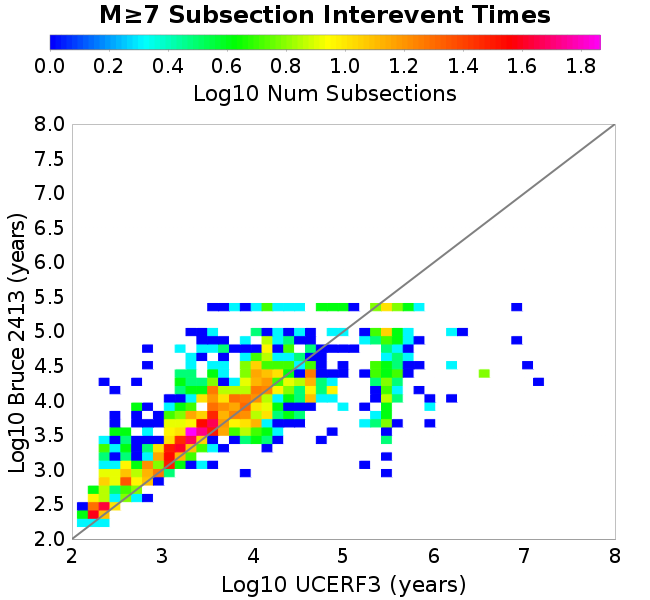 M≥7 Subsection Interevent Times
0.0 0.2 0.4 0.6 0.8 1.0 1.2 1.4 1.6 1.8
Log10 Num Subsections
8.0
7.5
7.0
6.5
6.0
5.5
5.0
4.5
4.0
3.5
3.0
2.5
2.0
Log10 Bruce 2413 (years)
2 3 4 5 6 7 8
Log10 UCERF3 (years)